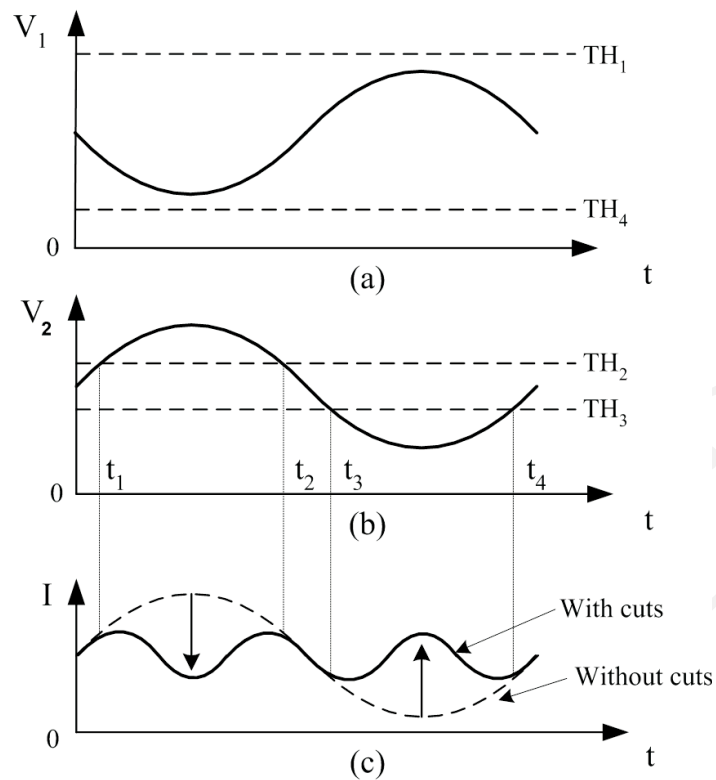 V₁
TH₁
TH₄
0
(a)
t
V₂
TH₂
TH₃
t₁
t₂
t₃
t₄
0
(b)
t
I
With cuts
Without cuts
0
(c)
t